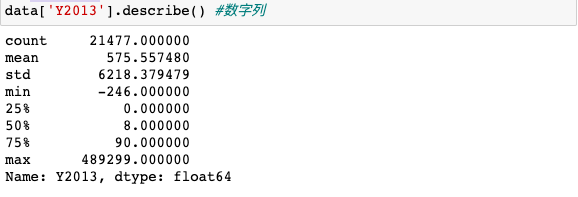 data['Y2013'].describe() #数字列
count 21477.000000
mean 575.557480
std 6218.379479
min -246.000000
25% 0.000000
50% 8.000000
75% 90.000000
max 489299.000000
Name: Y2013, dtype: float64